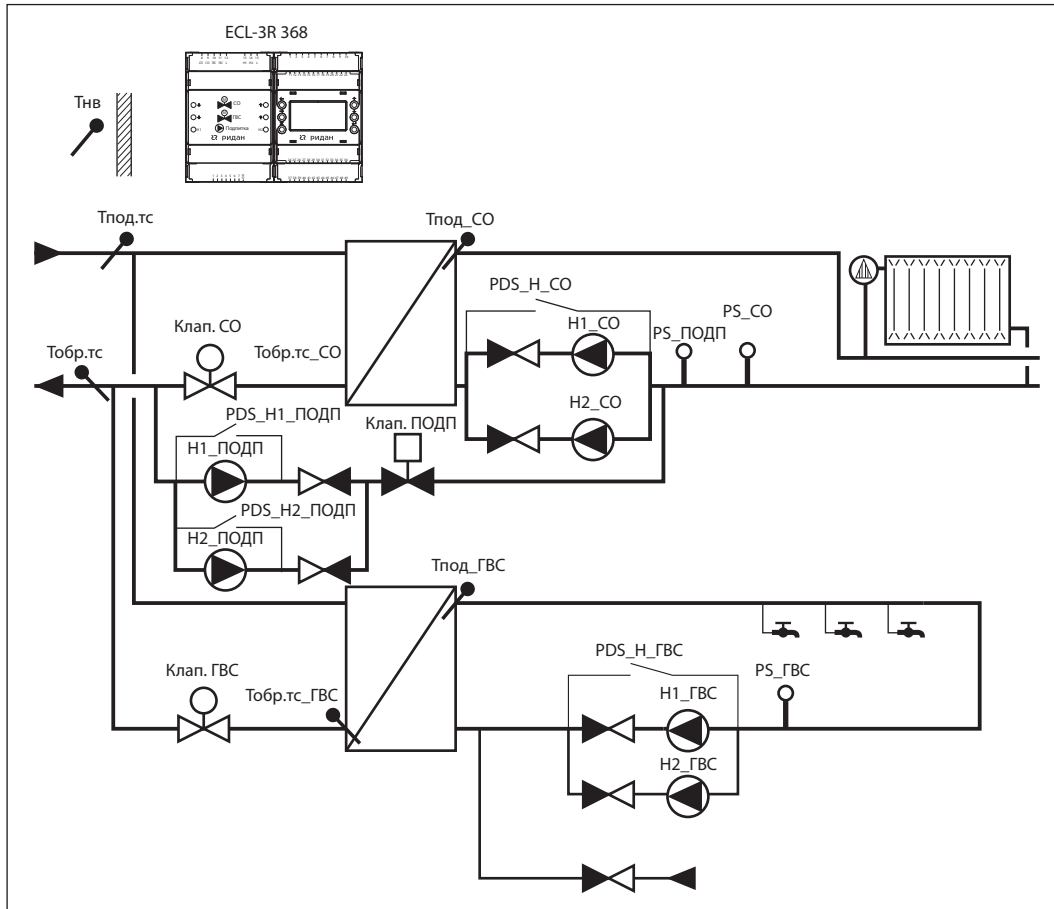 ECL-3R 368
Тнв
СО
ГВС
Подпитка
ридан
ридан
Тпод.тс
Тпод_СО
PDS_Н_СО
PS_СО
Клап. СО
Н1_СО
PS_ПОДП
Тобр.тс
Тобр.тс_СО
Н2_СО
PDS_Н1_ПОДП
Клап. ПОДП
Н1_ПОДП
PDS_Н2_ПОДП
Н2_ПОДП
Тпод_ГВС
PDS_Н_ГВС
Клап. ГВС
PS_ГВС
Тобр.тс_ГВС
Н1_ГВС
Н2_ГВС